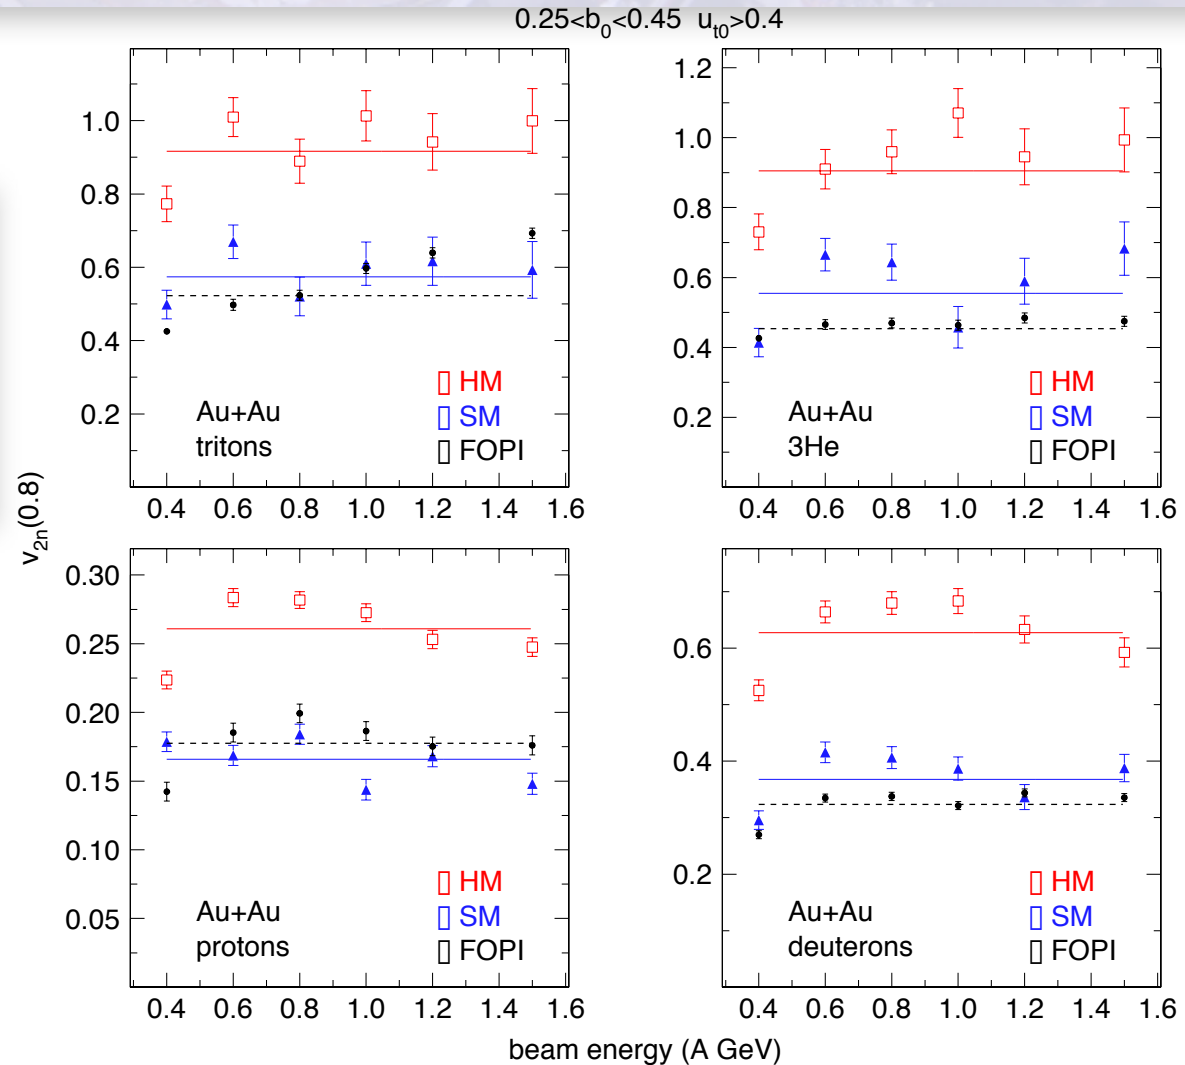 0.25<b0<0.45 ut0>0.4
v2n(0.8)
1.0
0.8
0.6
0.4
0.2
Au+Au
tritons
HM
SM
FOPI
0.4 0.6 0.8 1.0 1.2 1.4 1.6
1.2
1.0
0.8
0.6
0.4
0.2
Au+Au
3He
HM
SM
FOPI
0.4 0.6 0.8 1.0 1.2 1.4 1.6
0.30
0.25
0.20
0.15
0.10
0.05
Au+Au
protons
HM
SM
FOPI
0.4 0.6 0.8 1.0 1.2 1.4 1.6
0.6
0.4
0.2
Au+Au
deuterons
HM
SM
FOPI
0.4 0.6 0.8 1.0 1.2 1.4 1.6
beam energy (A GeV)